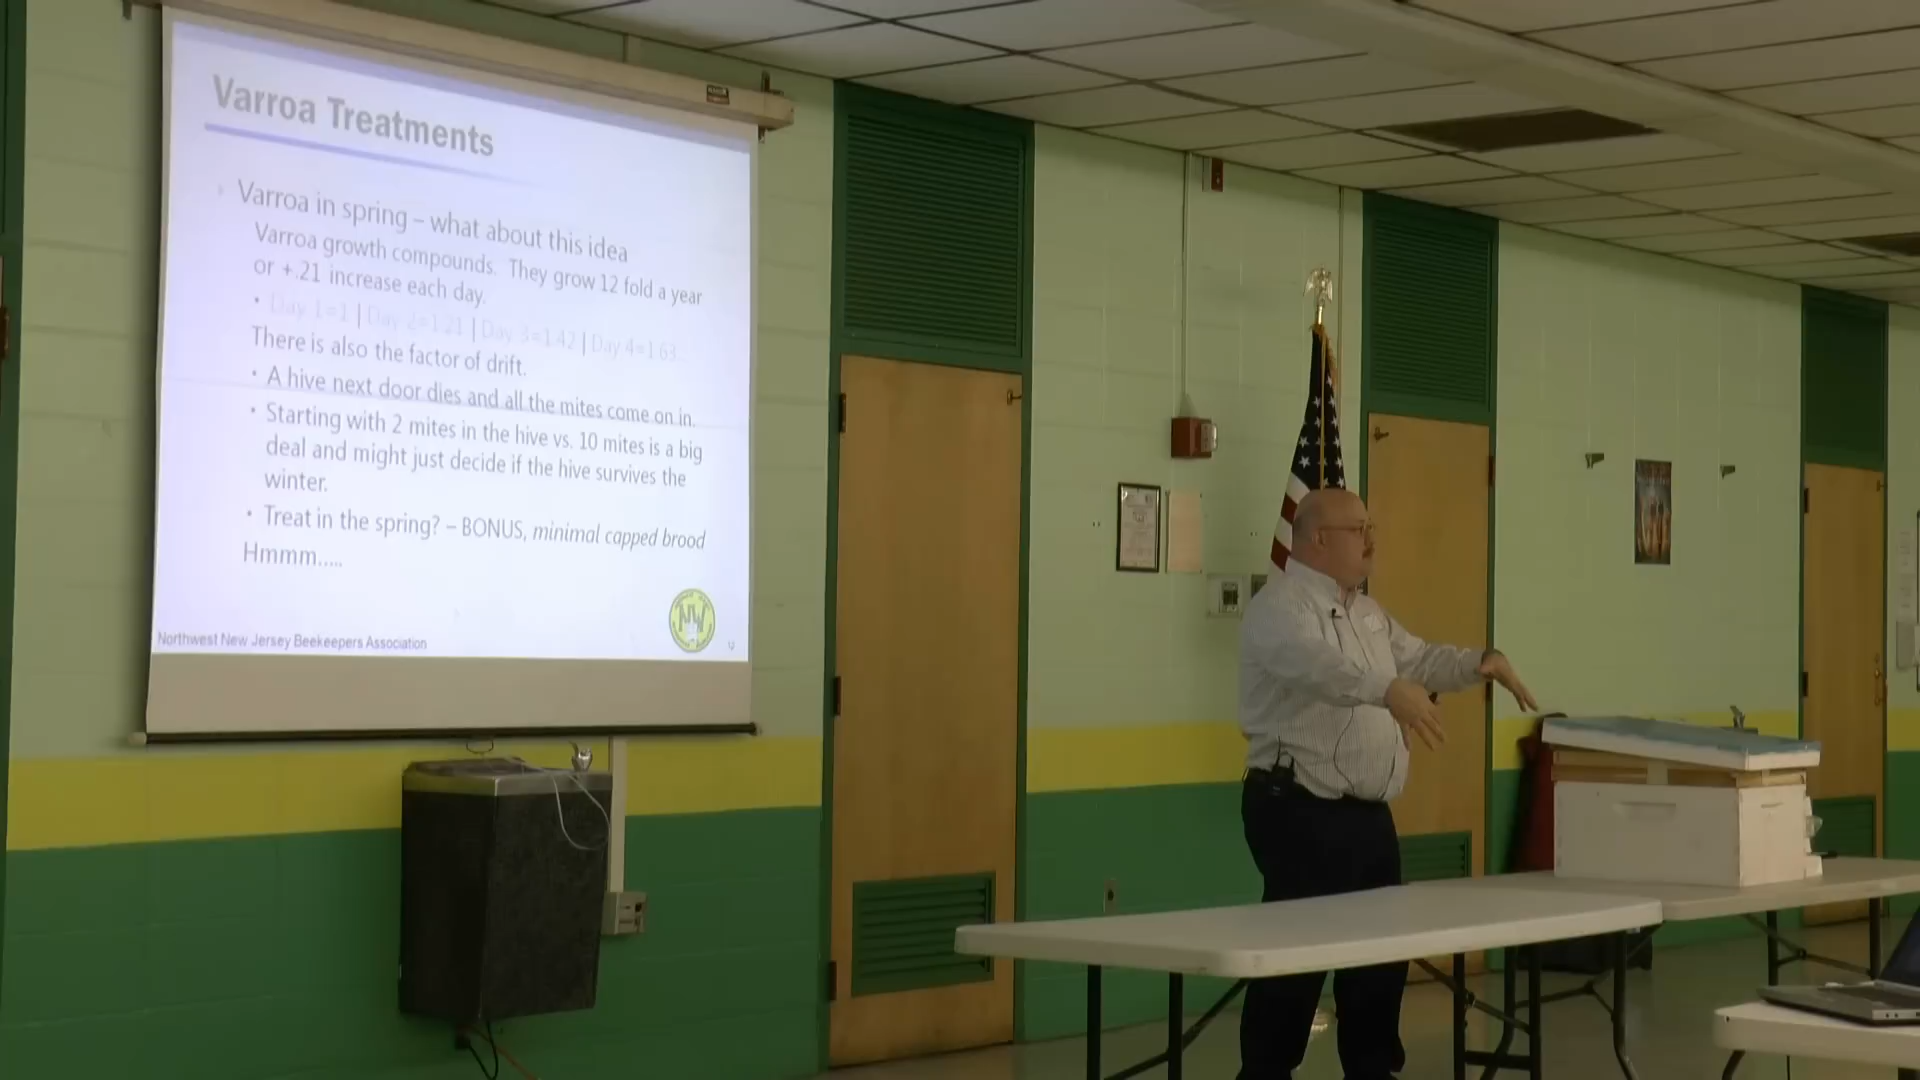 Varroa Treatments
Varroa in spring – what about this idea
Varroa growth compounds. They grow 12 fold a year
or +.21 increase each day.
• Day 1=1 | Day 2=1.21 | Day 3=1.42 | Day 4=1.63...
There is also the factor of drift.
• A hive next door dies and all the mites come on in.
• Starting with 2 mites in the hive vs. 10 mites is a big
deal and might just decide if the hive survives the
winter.
• Treat in the spring? – BONUS, minimal capped brood
Hmmm.....
NW
Northwest New Jersey Beekeepers Association